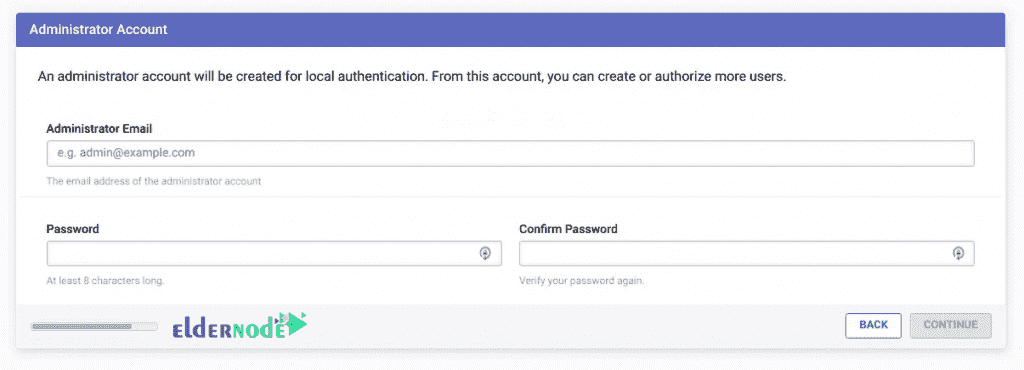 Administrator Account
An administrator account will be created for local authentication. From this account, you can create or authorize more users.
Administrator Email
e.g. admin@example.com
The email address of the administrator account
Password
Confirm Password
At least 8 characters long.
Verify your password again.
ELDERNODE
BACK
CONTINUE